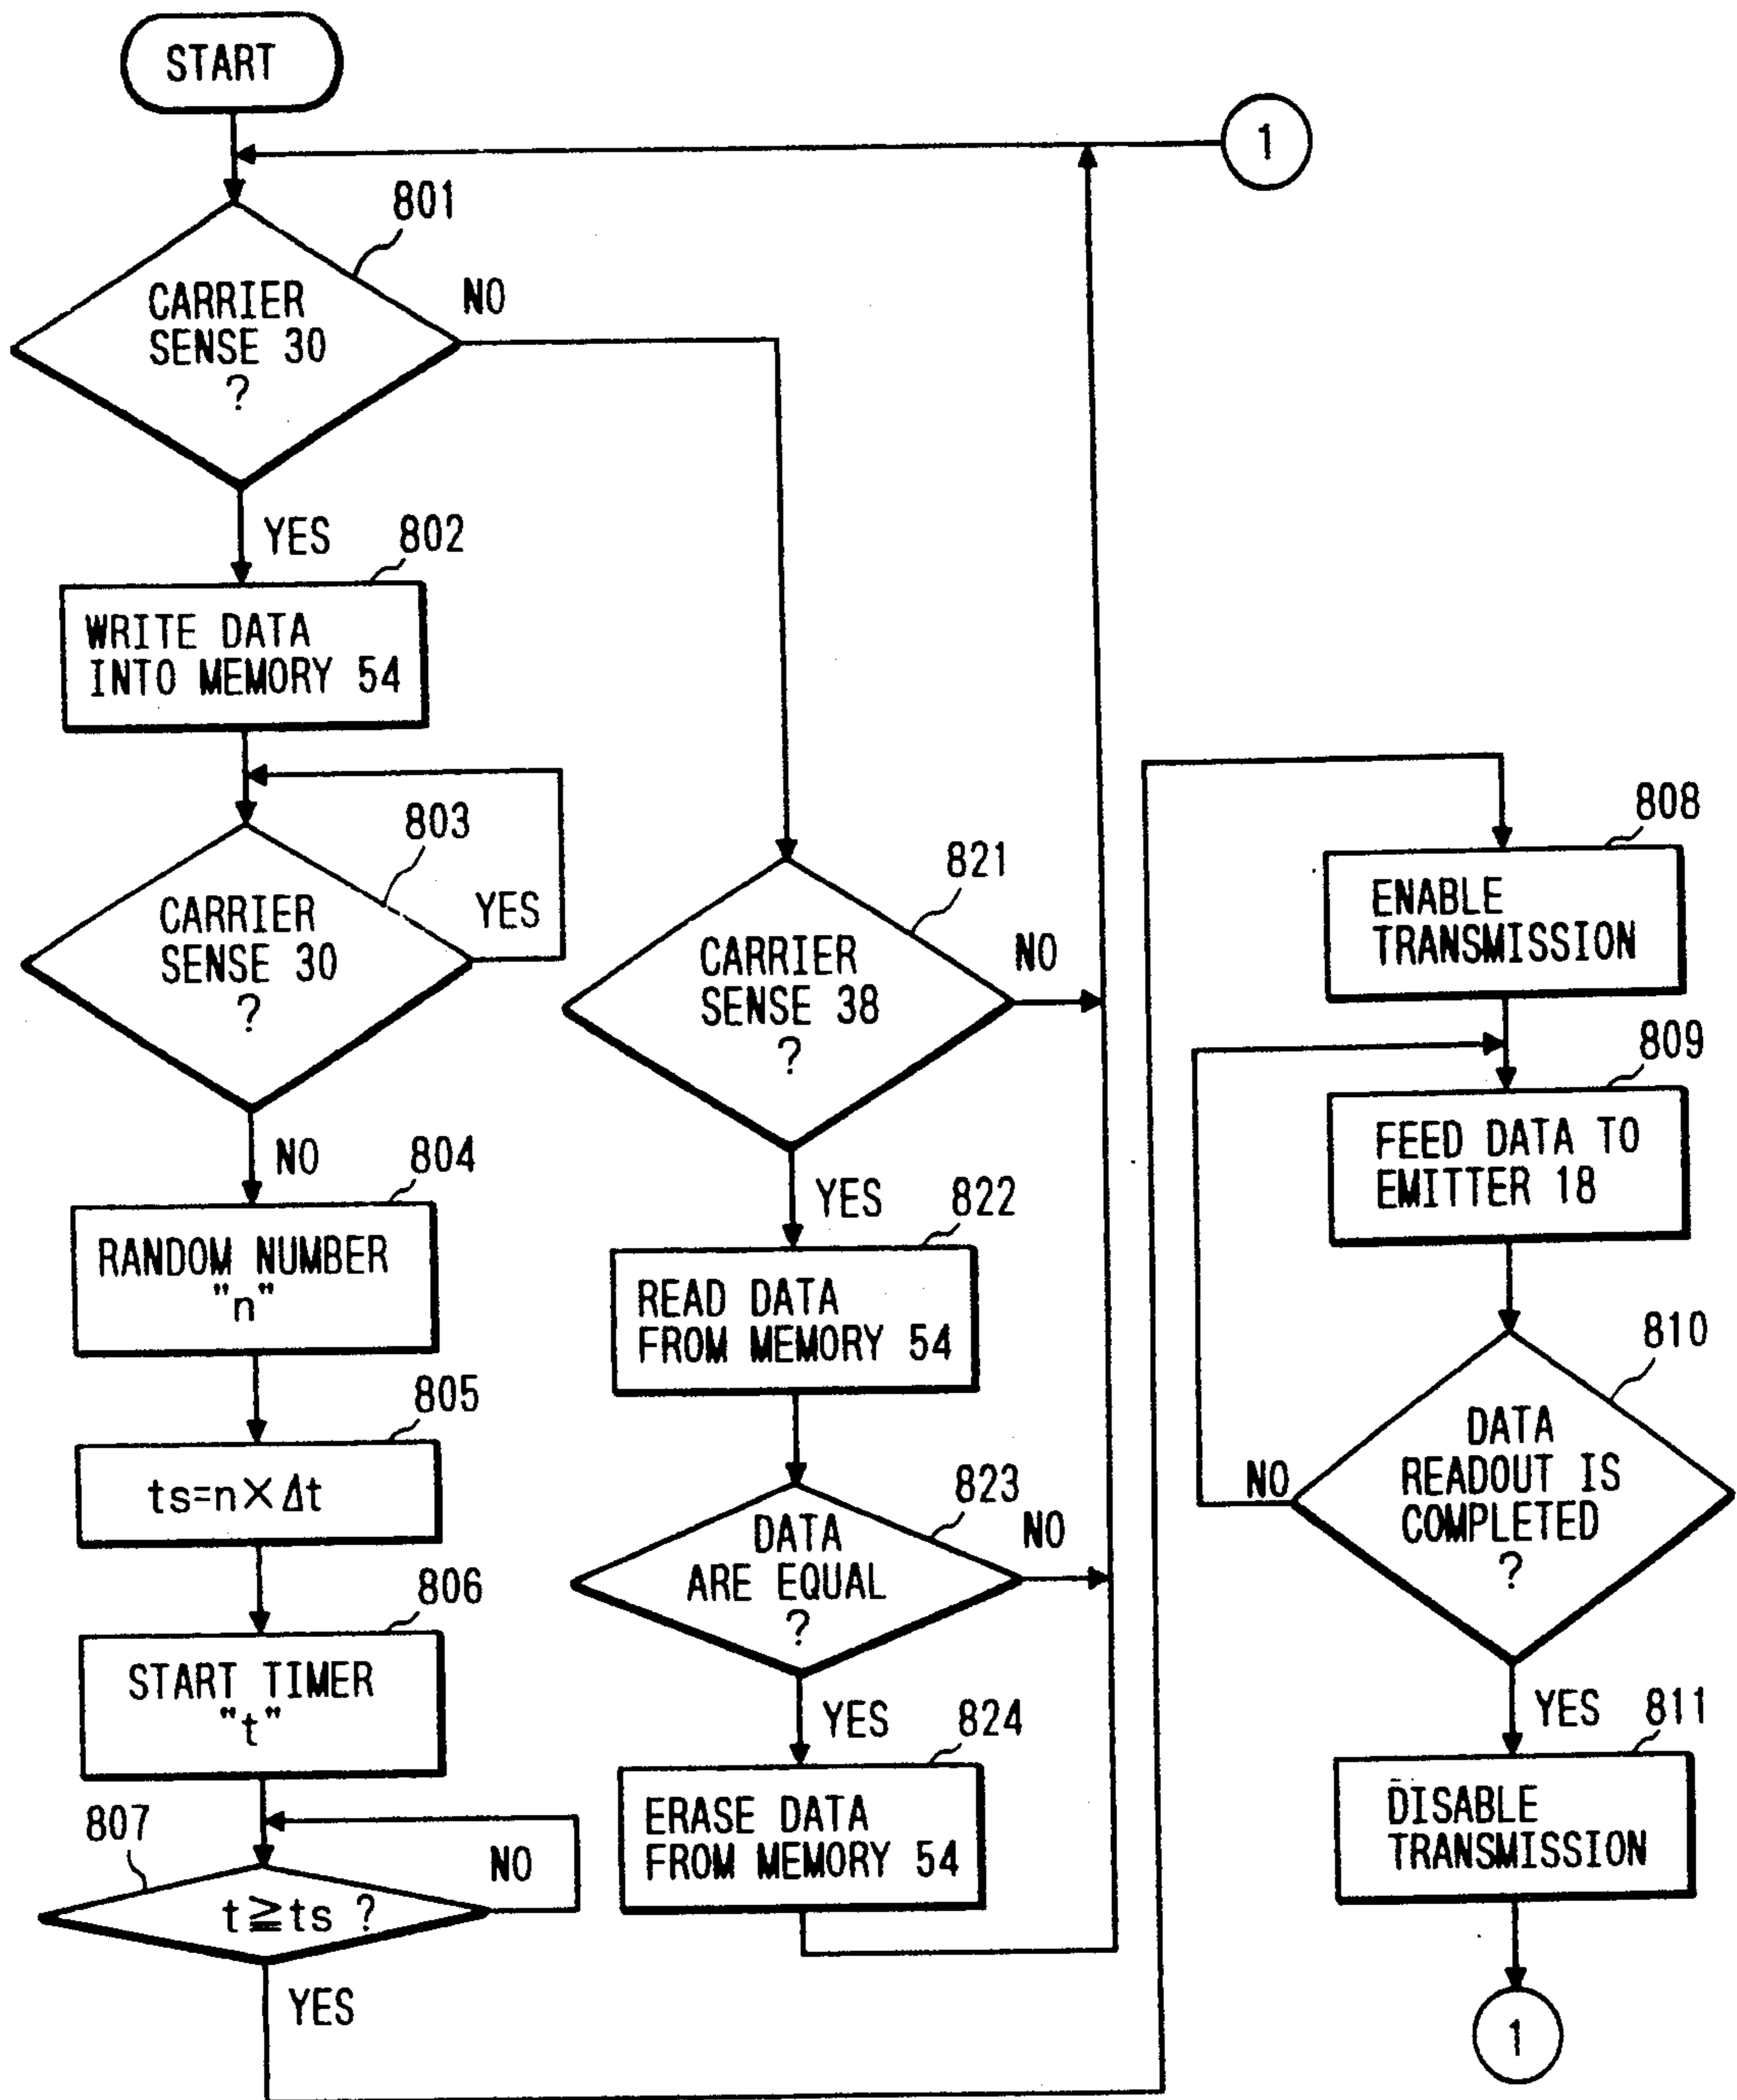 START
1
801
CARRIER
SENSE 30
?
NO
YES
802
WRITE DATA
INTO MEMORY 54
803
CARRIER
SENSE 30
?
YES
NO
804
RANDOM NUMBER
"n"
805
ts=n×Δt
806
START TIMER
"t"
807
t≧ts ?
NO
YES
821
CARRIER
SENSE 38
?
NO
YES
822
READ DATA
FROM MEMORY 54
823
DATA
ARE EQUAL
?
NO
YES
824
ERASE DATA
FROM MEMORY 54
808
ENABLE
TRANSMISSION
809
FEED DATA TO
EMITTER 18
810
DATA
READOUT IS
COMPLETED
?
NO
YES
811
DISABLE
TRANSMISSION
1